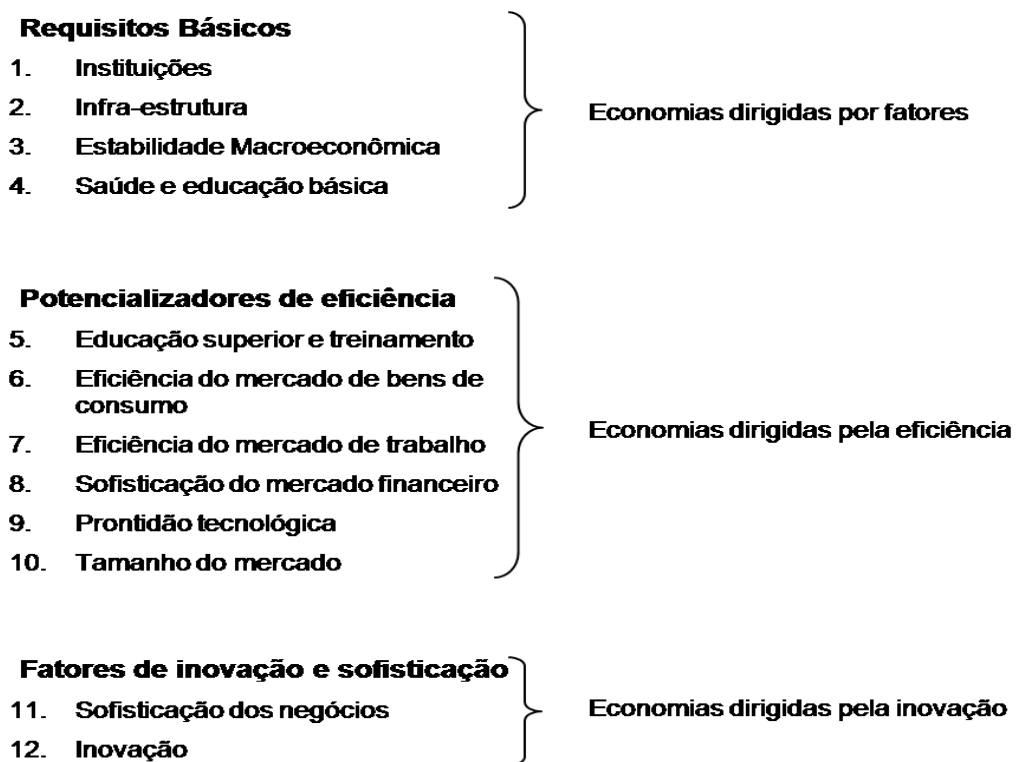 Requisitos Básicos
1. Instituições
2. Infra-estrutura
3. Estabilidade Macroeconômica
4. Saúde e educação básica
Economias dirigidas por fatores
Potencializadores de eficiência
5. Educação superior e treinamento
6. Eficiência do mercado de bens de
consumo
7. Eficiência do mercado de trabalho
8. Sofisticação do mercado financeiro
9. Prontidão tecnológica
10. Tamanho do mercado
Economias dirigidas pela eficiência
Fatores de inovação e sofisticação
11. Sofisticação dos negócios
12. Inovação
Economias dirigidas pela inovação